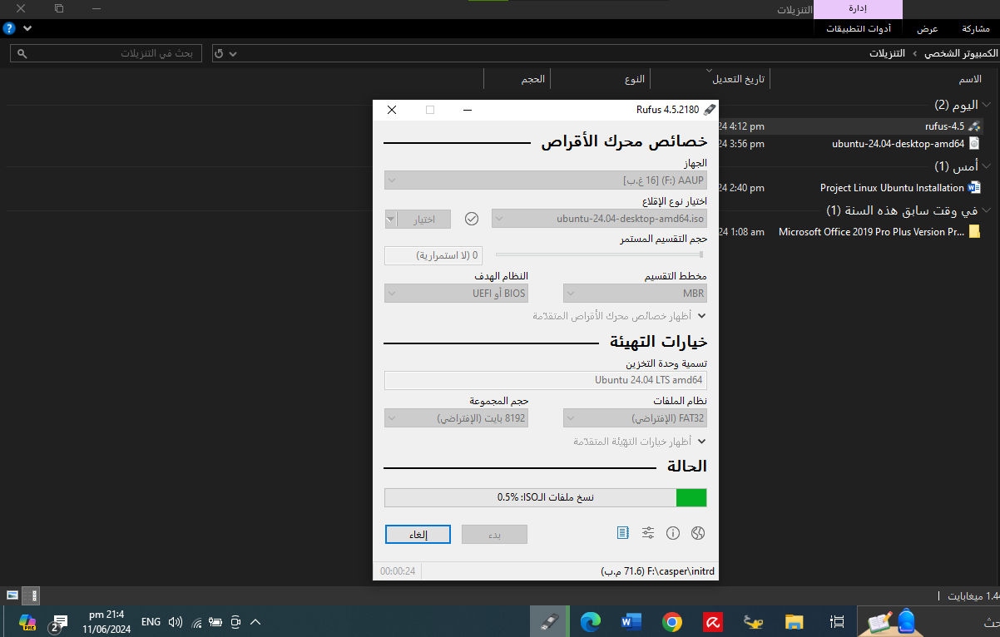 إدارة
التنزيلات
مشاركة
عرض
أدوات التطبيقات
الكمبيوتر الشخصي › التنزيلات
بحث في التنزيلات
الاسم
تاريخ التعديل
النوع
الحجم
اليوم (2)
rufus-4.5
24 4:12 pm
ubuntu-24.04-desktop-amd64
24 3:56 pm
أمس (1)
Project Linux Ubuntu Installation
24 2:40 pm
في وقت سابق هذه السنة (1)
Microsoft Office 2019 Pro Plus Version Pr...
24 1:08 am
Rufus 4.5.2180
خصائص محرك الأقراص
الجهاز
AAUP (F:) [16 غ.ب]
اختيار نوع الإقلاع
ubuntu-24.04-desktop-amd64.iso
اختيار
حجم التقسيم المستمر
0 (لا استمرارية)
مخطط التقسيم
النظام الهدف
MBR
BIOS أو UEFI
أظهار خصائص محرك الأقراص المتقدّمة
خيارات التهيئة
تسمية وحدة التخزين
Ubuntu 24.04 LTS amd64
نظام الملفات
حجم المجموعة
FAT32 (الإفتراضي)
8192 بايت (الإفتراضي)
أظهار خيارات التهّيئة المتقدّمة
الحالة
نسخ ملفات الـISO: 0.5%
بدء
إلغاء
F:\casper\initrd (71.6 م.ب)
00:00:24
1.44 ميغابايت
ENG
pm 21:4
11/06/2024
2
PRE